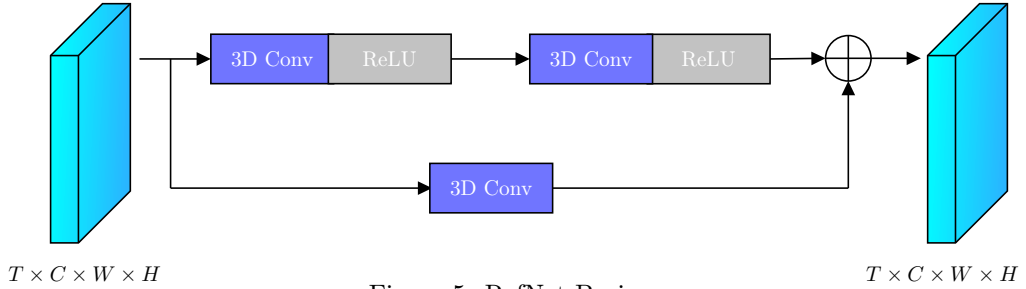 3D Conv ReLU 3D Conv ReLU
3D Conv
T × C × W × H
T × C × W × H